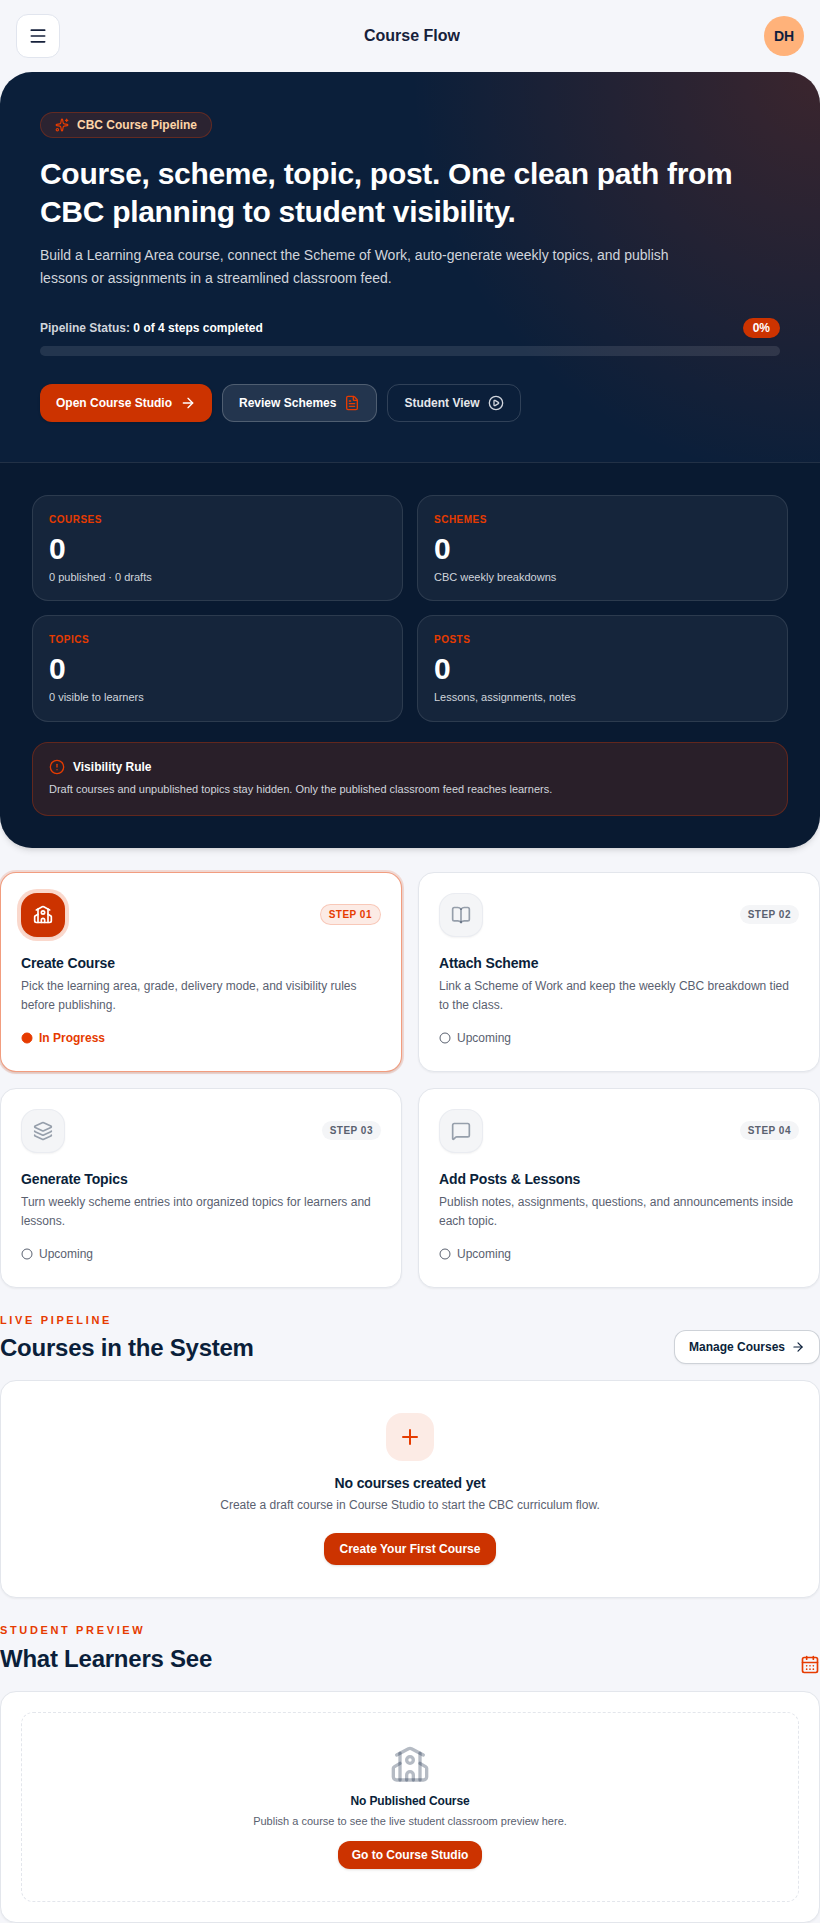 Course Flow
DH
CBC Course Pipeline
Course, scheme, topic, post. One clean path from
CBC planning to student visibility.
Build a Learning Area course, connect the Scheme of Work, auto-generate weekly topics, and publish
lessons or assignments in a streamlined classroom feed.
Pipeline Status: 0 of 4 steps completed
0%
Open Course Studio
Review Schemes
Student View
COURSES
0
0 published · 0 drafts
SCHEMES
0
CBC weekly breakdowns
TOPICS
0
0 visible to learners
POSTS
0
Lessons, assignments, notes
Visibility Rule
Draft courses and unpublished topics stay hidden. Only the published classroom feed reaches learners.
STEP 01
Create Course
Pick the learning area, grade, delivery mode, and visibility rules
before publishing.
In Progress
STEP 02
Attach Scheme
Link a Scheme of Work and keep the weekly CBC breakdown tied
to the class.
Upcoming
STEP 03
Generate Topics
Turn weekly scheme entries into organized topics for learners and
lessons.
Upcoming
STEP 04
Add Posts & Lessons
Publish notes, assignments, questions, and announcements inside
each topic.
Upcoming
LIVE PIPELINE
Courses in the System
Manage Courses
No courses created yet
Create a draft course in Course Studio to start the CBC curriculum flow.
Create Your First Course
STUDENT PREVIEW
What Learners See
No Published Course
Publish a course to see the live student classroom preview here.
Go to Course Studio